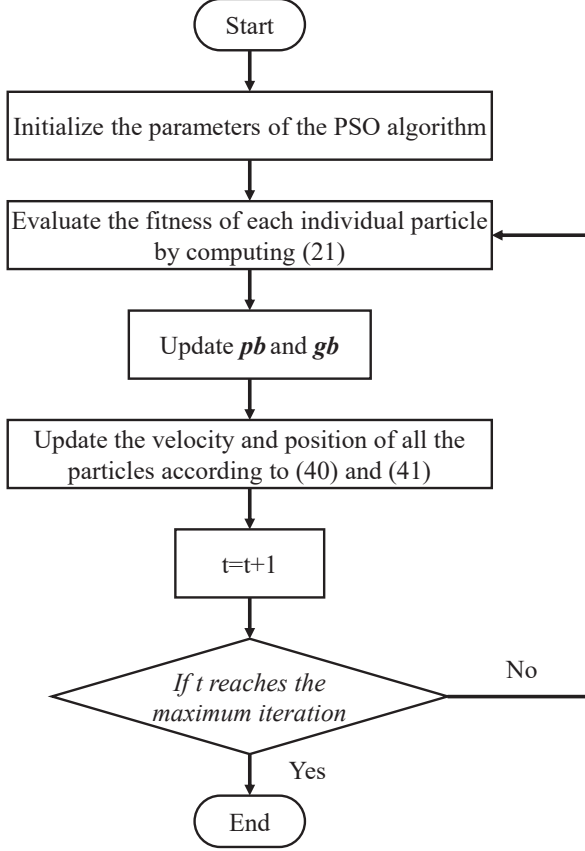 Start
Initialize the parameters of the PSO algorithm
Evaluate the fitness of each individual particle
by computing (21)
Update pb and gb
Update the velocity and position of all the
particles according to (40) and (41)
t=t+1
If t reaches the
maximum iteration
No
Yes
End